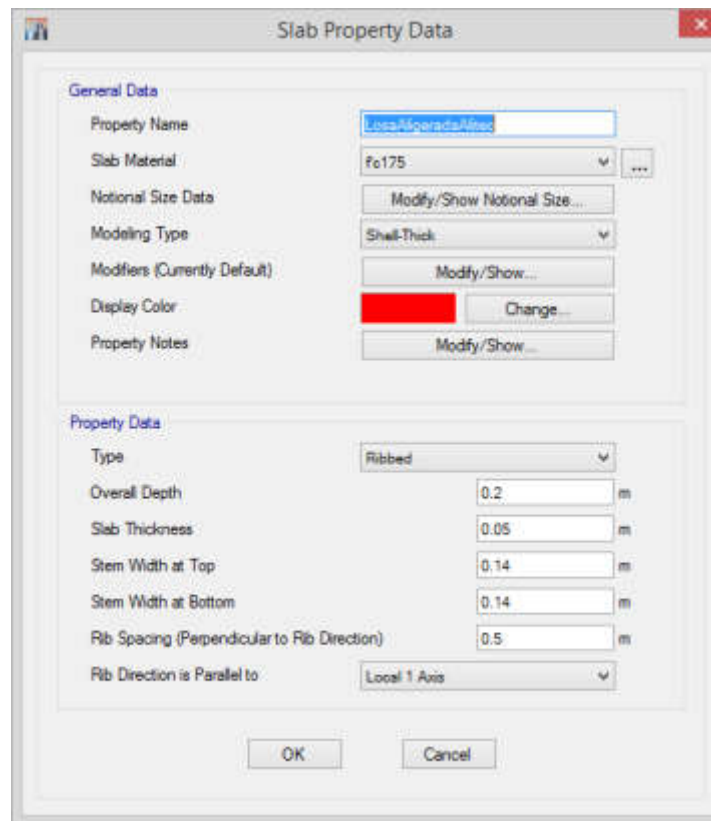 Slab Property Data
General Data
Property Name LosaAligeradaAlitec
Slab Material f'c175 ...
Notional Size Data Modify/Show Notional Size...
Modeling Type Shell-Thick
Modifiers (Currently Default) Modify/Show...
Display Color Change...
Property Notes Modify/Show...
Property Data
Type Ribbed
Overall Depth 0.2 m
Slab Thickness 0.05 m
Stem Width at Top 0.14 m
Stem Width at Bottom 0.14 m
Rib Spacing (Perpendicular to Rib Direction) 0.5 m
Rib Direction is Parallel to Local 1 Axis
OK Cancel